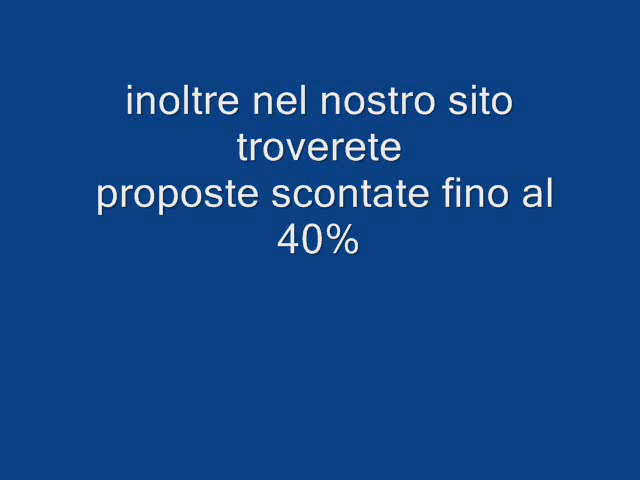 inoltre nel nostro sito
troverete
proposte scontate fino al
40%